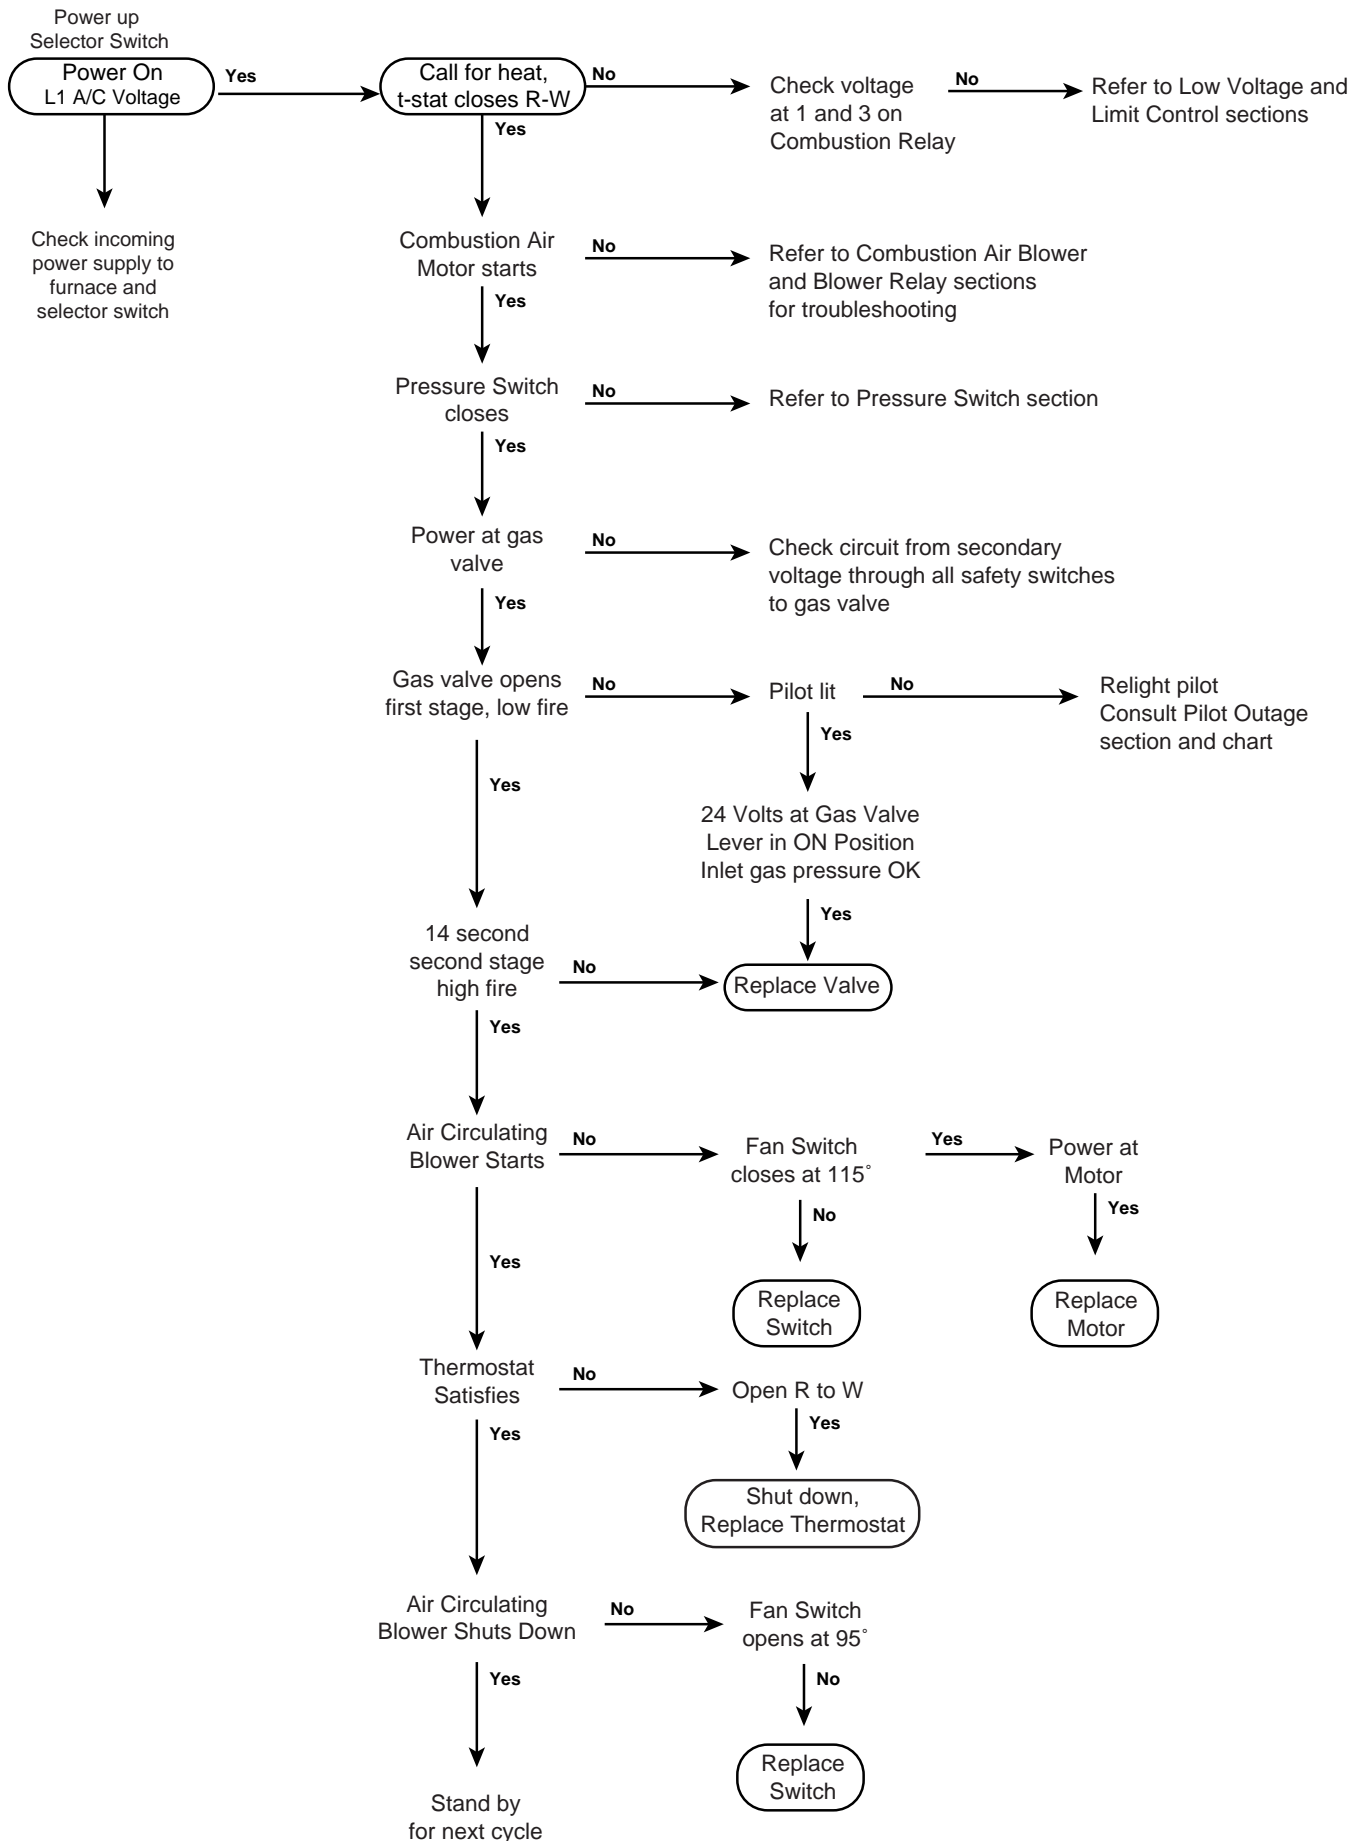 Power up
Selector Switch
Power On
L1 A/C Voltage
Yes
Call for heat,
t-stat closes R-W
No
Check voltage
at 1 and 3 on
Combustion Relay
No
Refer to Low Voltage and
Limit Control sections
Yes
Check incoming
power supply to
furnace and
selector switch
Combustion Air
Motor starts
No
Refer to Combustion Air Blower
and Blower Relay sections
for troubleshooting
Yes
Pressure Switch
closes
No
Refer to Pressure Switch section
Yes
Power at gas
valve
No
Check circuit from secondary
voltage through all safety switches
to gas valve
Yes
Gas valve opens
first stage, low fire
No
Pilot lit
No
Relight pilot
Consult Pilot Outage
section and chart
Yes
Yes
24 Volts at Gas Valve
Lever in ON Position
Inlet gas pressure OK
Yes
14 second
second stage
high fire
No
Replace Valve
Yes
Air Circulating
Blower Starts
No
Fan Switch
closes at 115˚
Yes
Power at
Motor
No
Yes
Yes
Replace
Switch
Replace
Motor
Thermostat
Satisfies
No
Open R to W
Yes
Yes
Shut down,
Replace Thermostat
Air Circulating
Blower Shuts Down
No
Fan Switch
opens at 95˚
Yes
No
Replace
Switch
Stand by
for next cycle